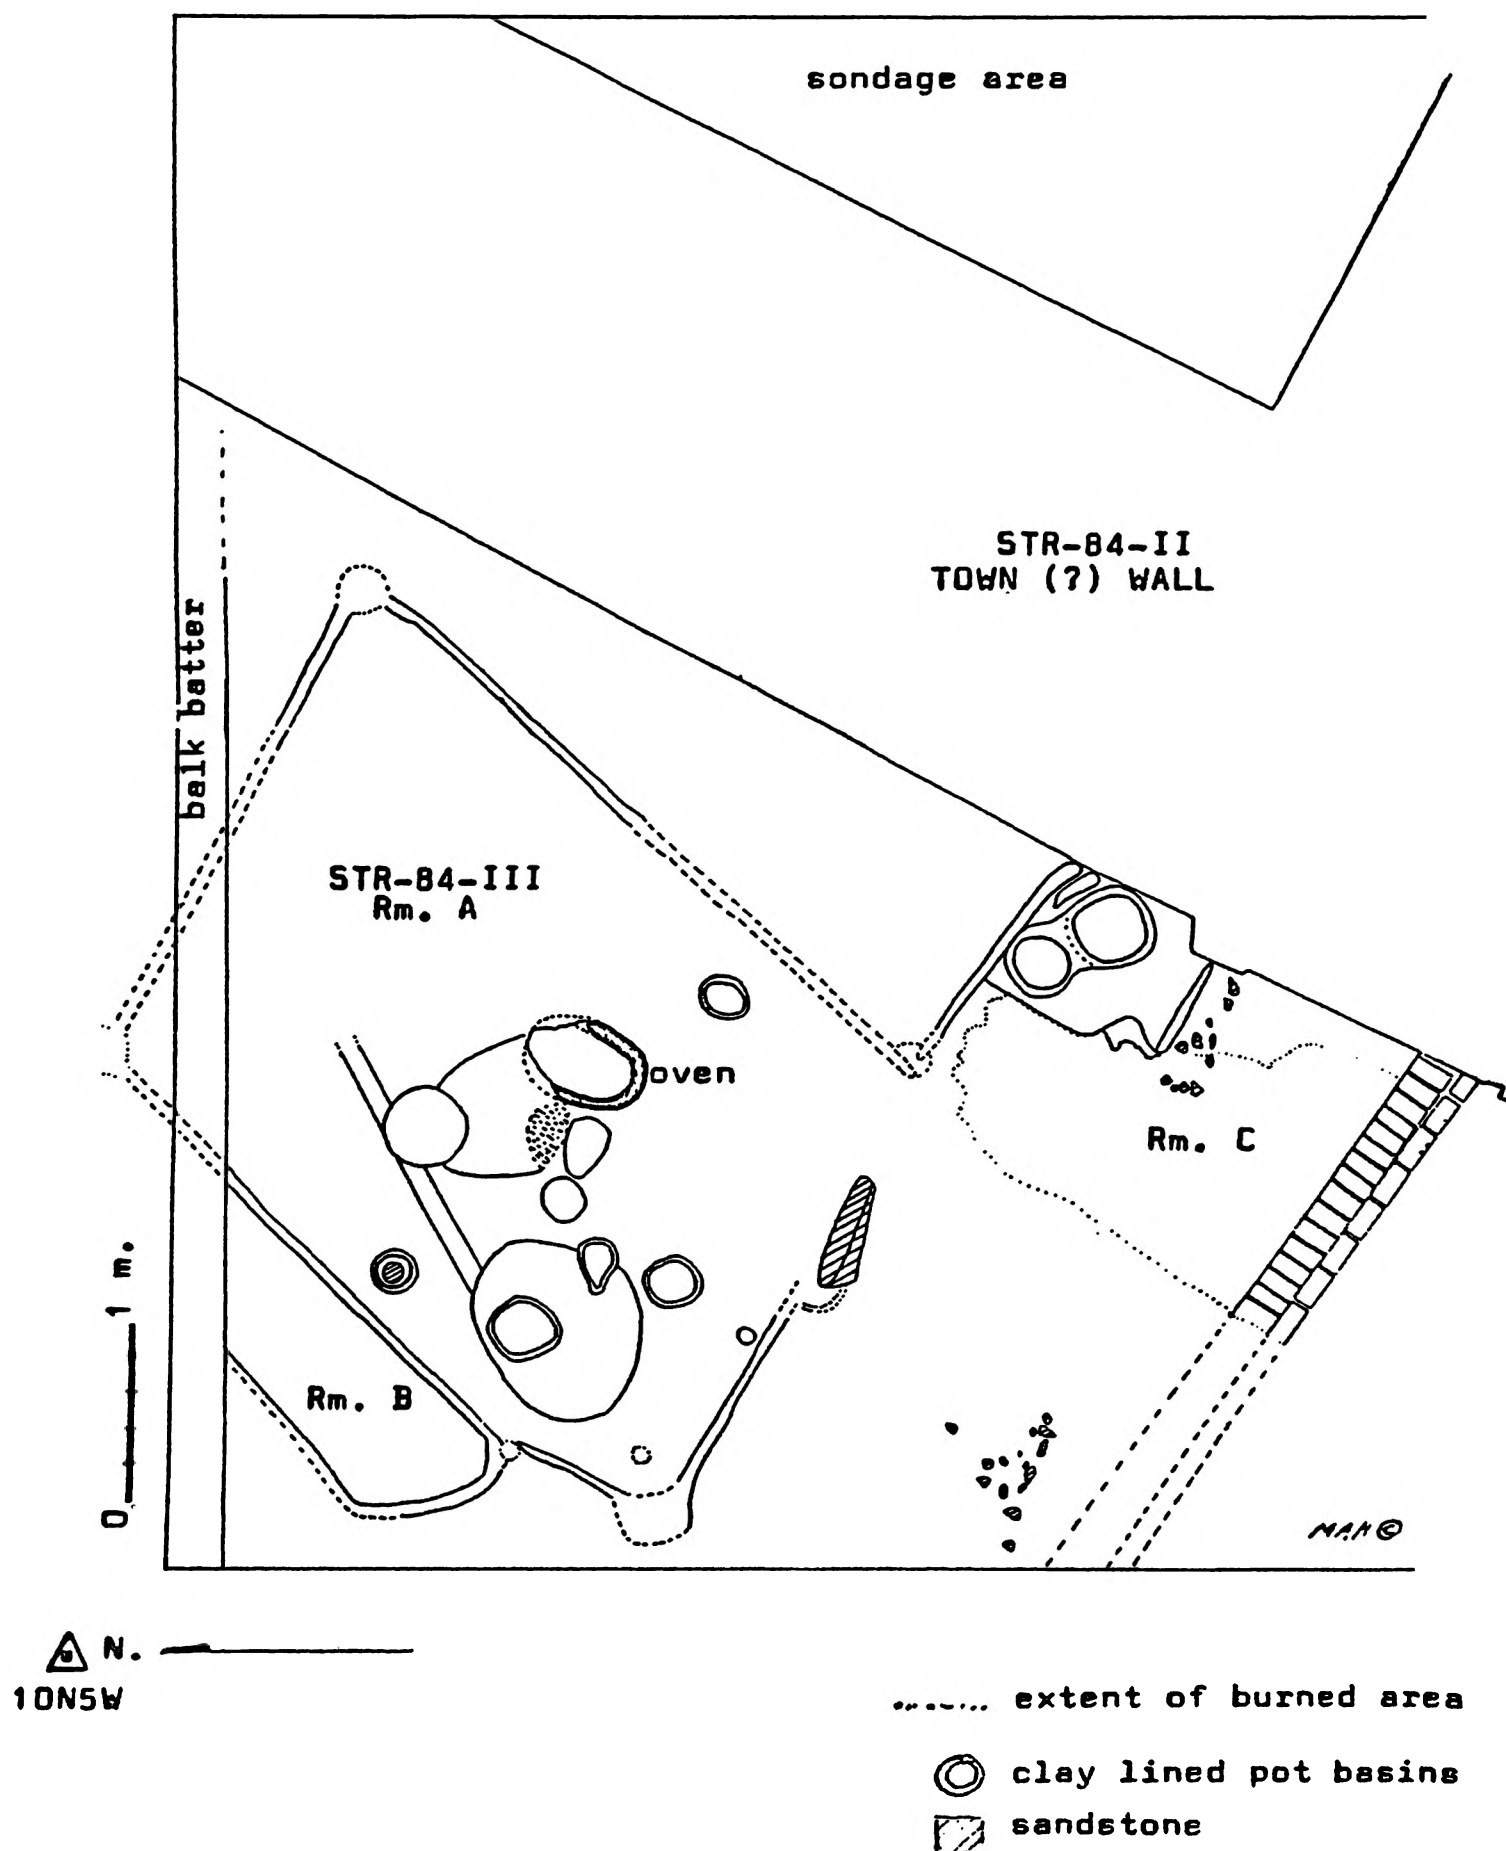 sondage area
STR-84-II
TOWN (?) WALL
balk batter
STR-84-III
Rm. A
oven
Rm. C
Rm. B
0 1 m.
MAH ©
N.
10N5W
extent of burned area
clay lined pot basins
sandstone